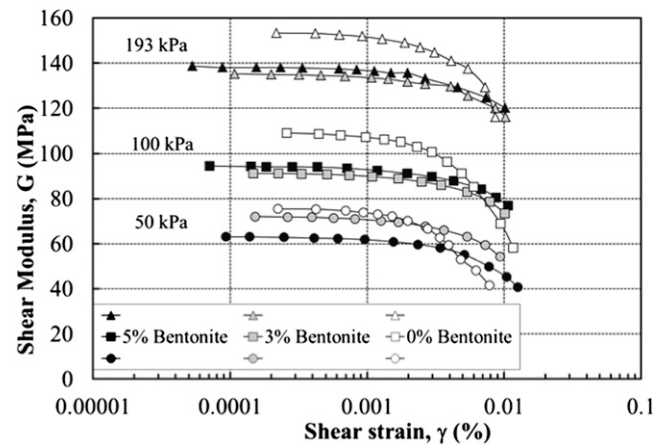 160
140
120
100
80
60
40
20
0
Shear Modulus, G (MPa)
193 kPa
100 kPa
50 kPa
5% Bentonite
3% Bentonite
0% Bentonite
0.00001
0.0001
0.001
0.01
0.1
Shear strain, γ (%)